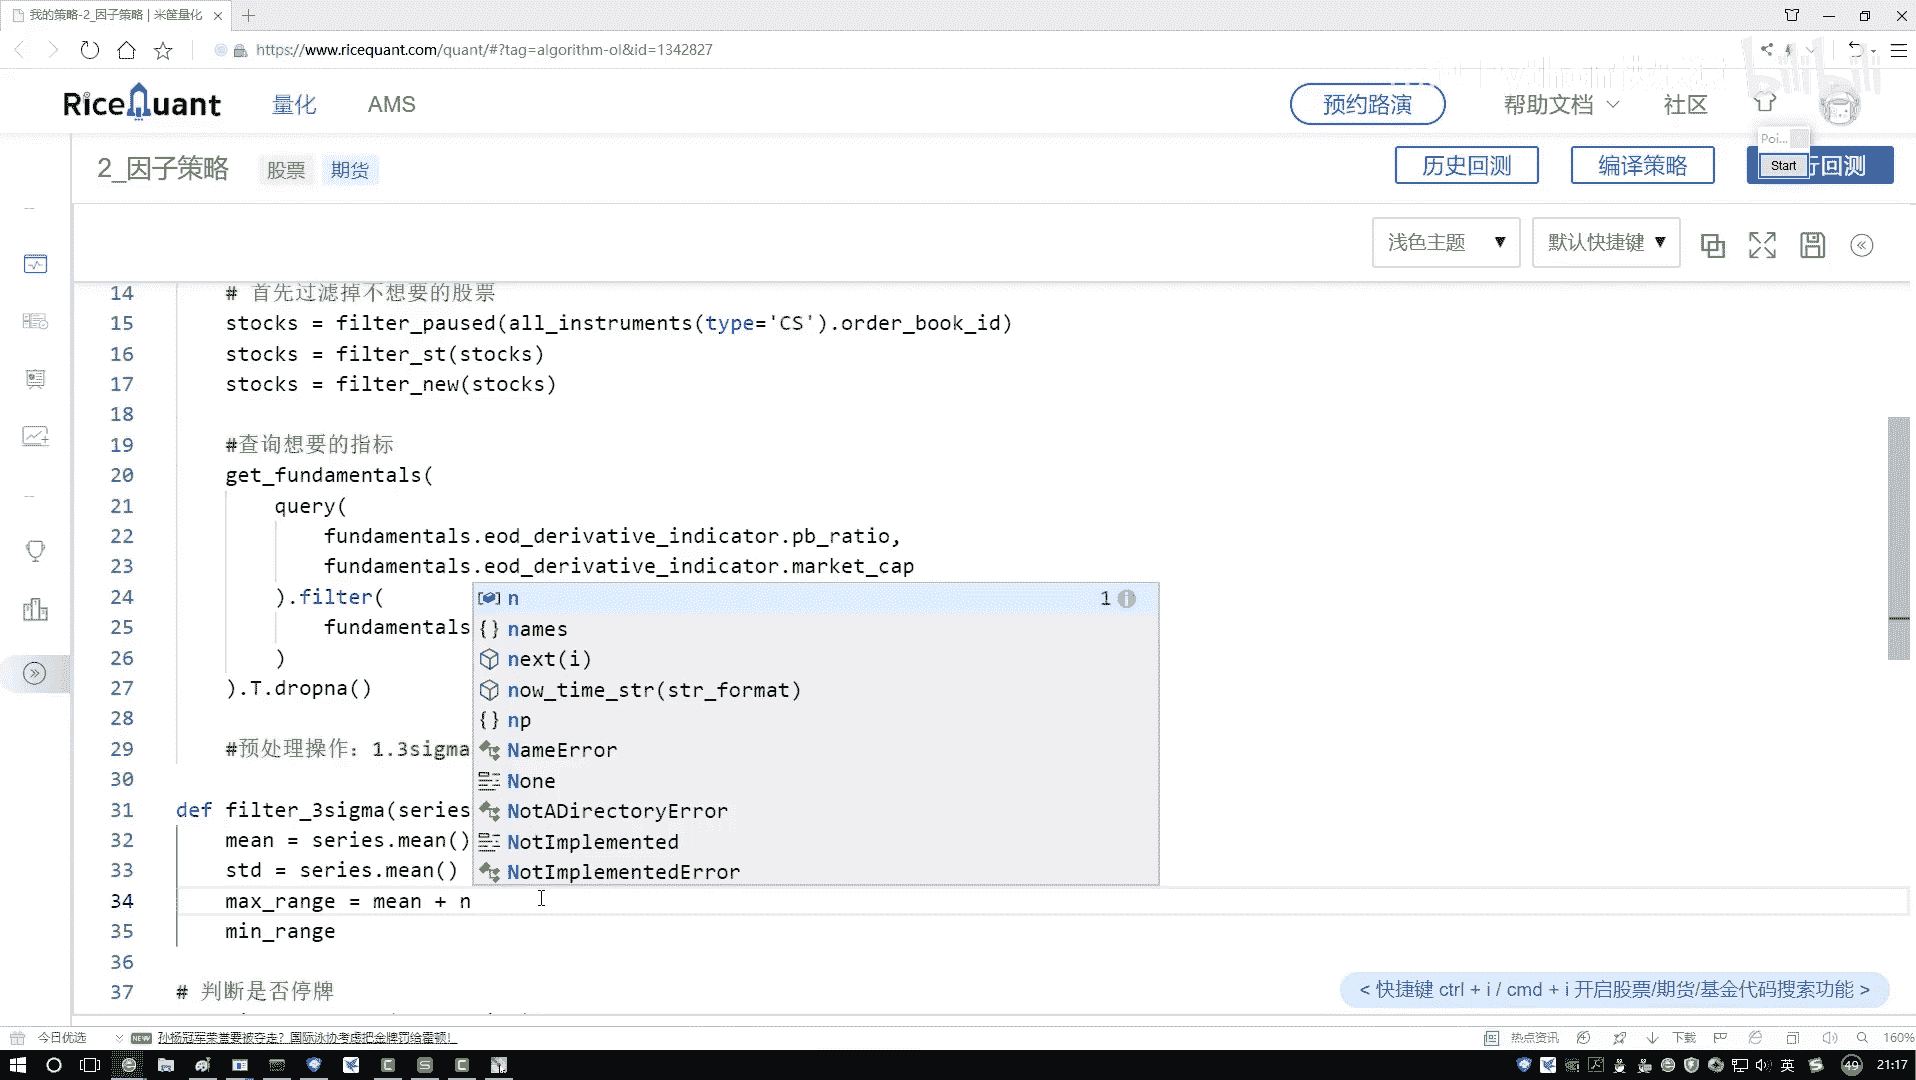 我的策略-2_因子策略 | 米筐量化
https://www.ricequant.com/quant/#?tag=algorithm-ol&id=1342827
bilibili
RiceQuant
量化
AMS
预约路演
帮助文档
社区
2_因子策略
股票
期货
历史回测
编译策略
行回测
Poi...
Start
浅色主题
默认快捷键
14 # 首先过滤掉不想要的股票
15 stocks = filter_paused(all_instruments(type='CS').order_book_id)
16 stocks = filter_st(stocks)
17 stocks = filter_new(stocks)
18
19 #查询想要的指标
20 get_fundamentals(
21 query(
22 fundamentals.eod_derivative_indicator.pb_ratio,
23 fundamentals.eod_derivative_indicator.market_cap
24 ).filter(
25 fundamentals
26 )
27 ).T.dropna()
28
29 #预处理操作：1.3sigma
30
31 def filter_3sigma(series
32 mean = series.mean()
33 std = series.mean()
34 max_range = mean + n
35 min_range
36
37 # 判断是否停牌
n 1
names
next(i)
now_time_str(str_format)
np
NameError
None
NotADirectoryError
NotImplemented
NotImplementedError
< 快捷键 ctrl + i / cmd + i 开启股票/期货/基金代码搜索功能 >
今日优选
NEW
孙杨冠军荣誉要被夺走？国际泳协考虑把金牌罚给霍顿！
热点资讯
下载
160%
英
49
21:17